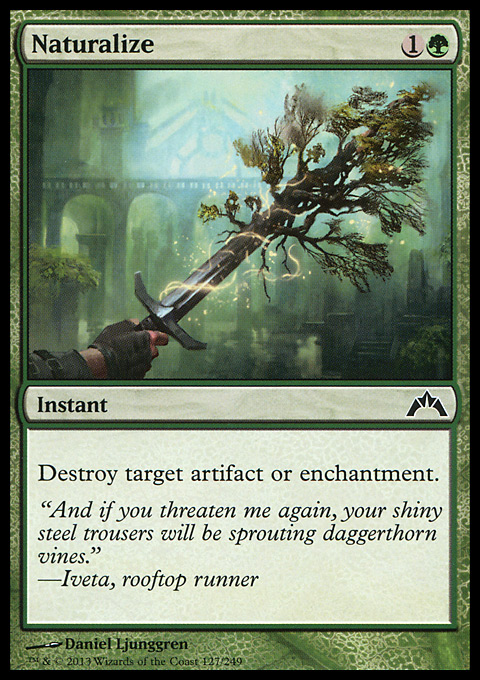 Naturalize 1
Instant
Destroy target artifact or enchantment.
“And if you threaten me again, your shiny
steel trousers will be sprouting daggerthorn
vines.”
—Iveta, rooftop runner
Daniel Ljunggren
™ & © 2013 Wizards of the Coast 127/249